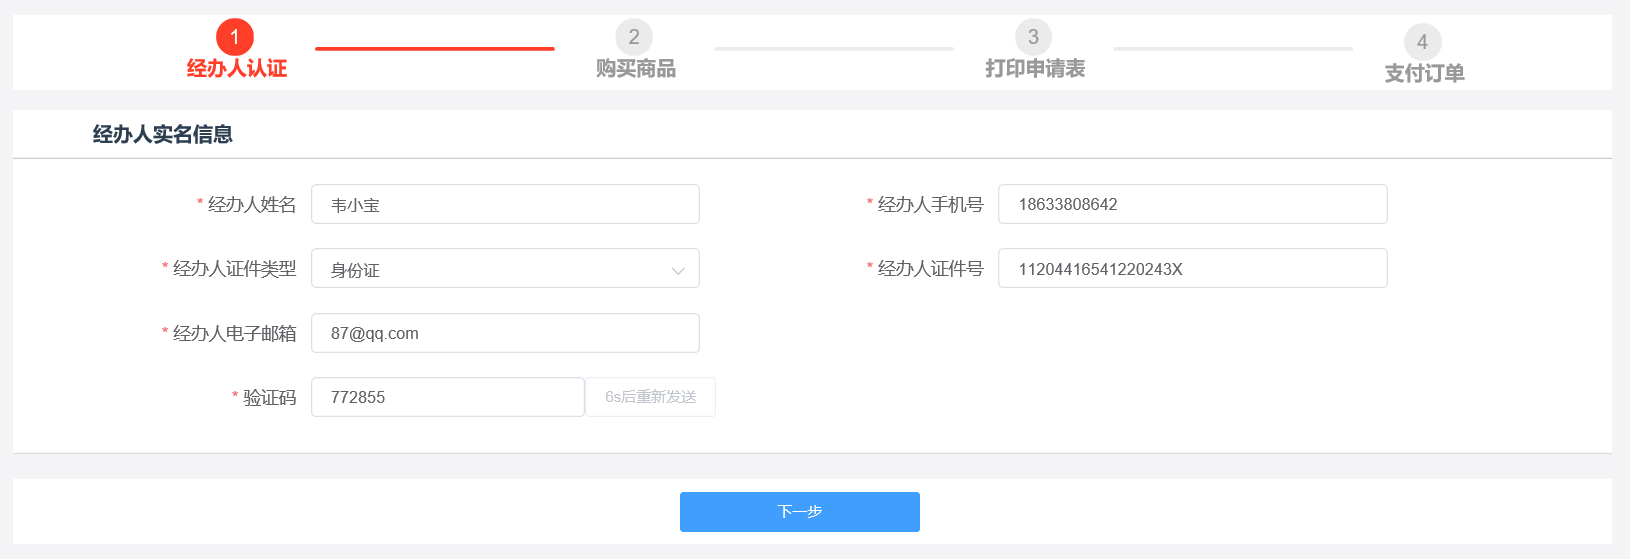 1 2 3 4
经办人认证 购买商品 打印申请表 支付订单
经办人实名信息
* 经办人姓名 韦小宝 * 经办人手机号 18633808642
* 经办人证件类型 身份证 * 经办人证件号 11204416541220243X
* 经办人电子邮箱 87@qq.com
* 验证码 772855 6s后重新发送
下一步